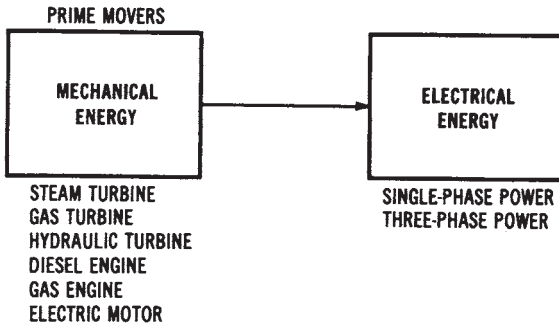 PRIME MOVERS
MECHANICAL
ENERGY
STEAM TURBINE
GAS TURBINE
HYDRAULIC TURBINE
DIESEL ENGINE
GAS ENGINE
ELECTRIC MOTOR
ELECTRICAL
ENERGY
SINGLE-PHASE POWER
THREE-PHASE POWER